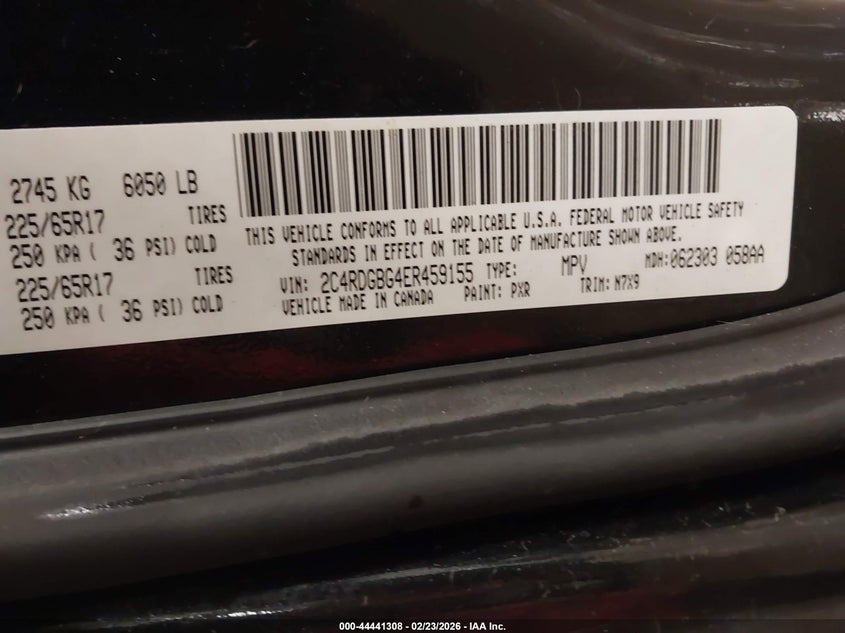 2745 KG 6050 LB
225/65R17 TIRES
250 KPA ( 36 PSI) COLD
225/65R17 TIRES
250 KPA ( 36 PSI) COLD
THIS VEHICLE CONFORMS TO ALL APPLICABLE U.S.A. FEDERAL MOTOR VEHICLE SAFETY
STANDARDS IN EFFECT ON THE DATE OF MANUFACTURE SHOWN ABOVE.
VIN: 2C4RDGBG4ER459155 TYPE: MPV MDH:062303 058AA
VEHICLE MADE IN CANADA PAINT: PXR TRIM: N7X9
000-44441308 - 02/23/2026 - IAA Inc.